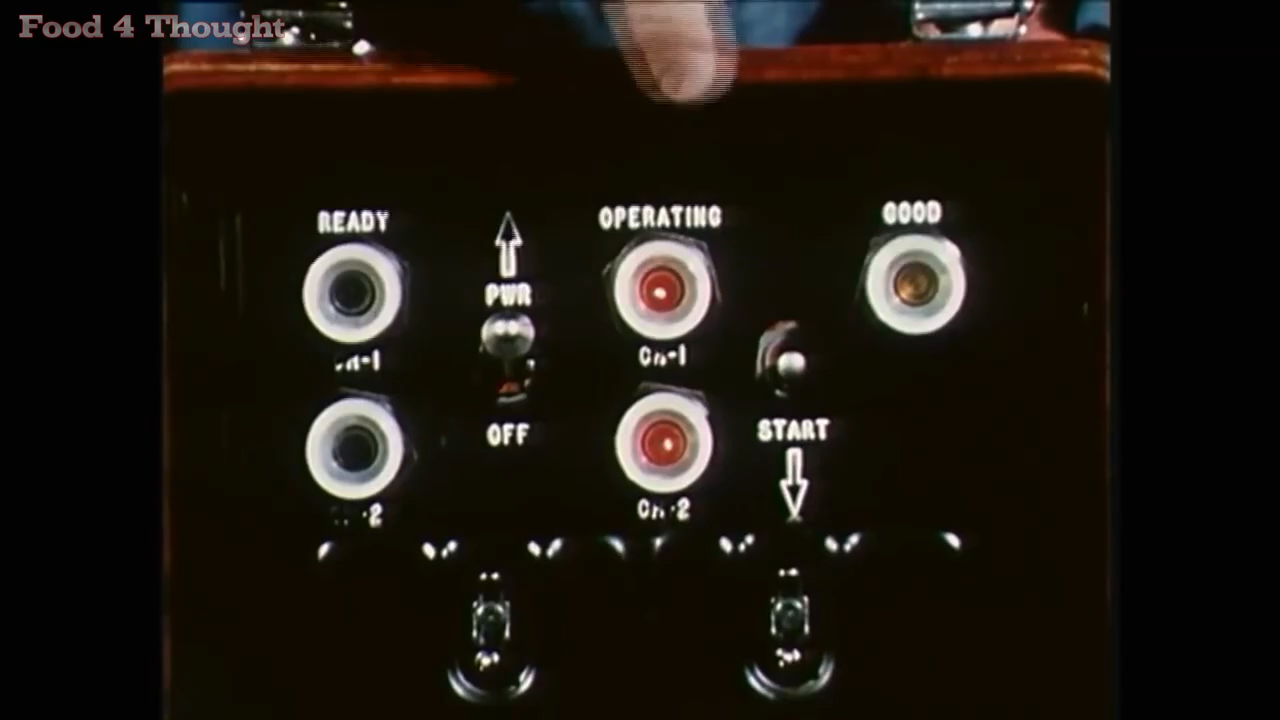 Food 4 Thought
READY
OPERATING
GOOD
PWR
CH-1
OFF
START
CH-2